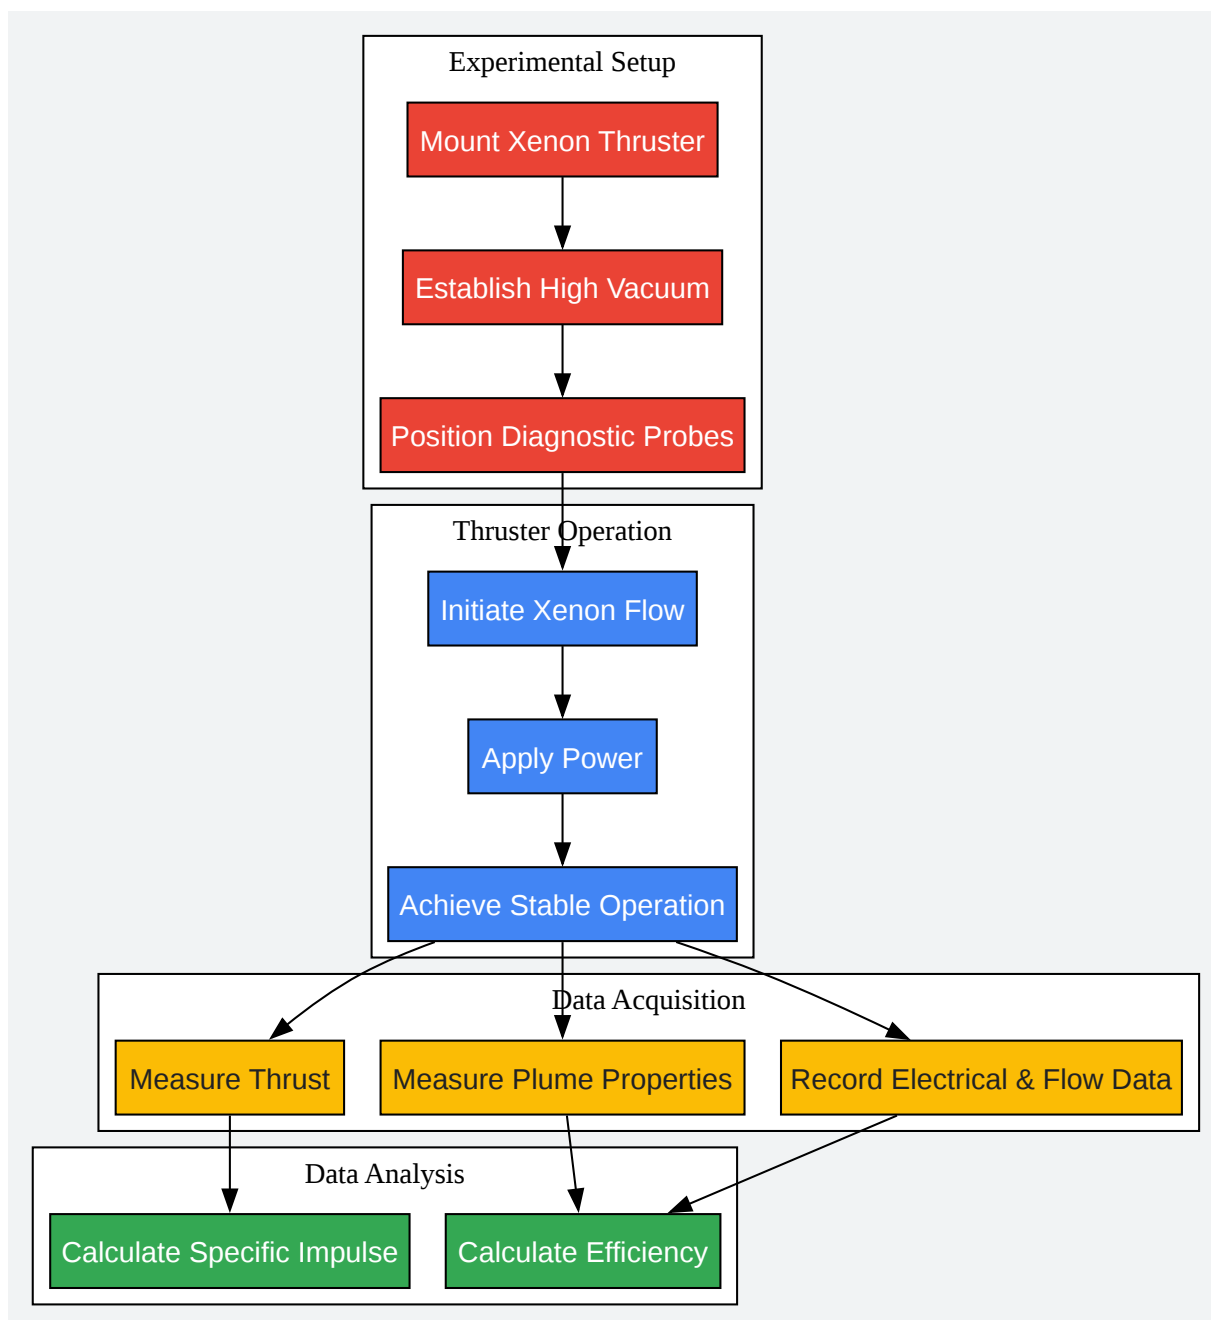 Experimental Setup
Mount Xenon Thruster
Establish High Vacuum
Position Diagnostic Probes
Thruster Operation
Initiate Xenon Flow
Apply Power
Achieve Stable Operation
Data Acquisition
Measure Thrust
Measure Plume Properties
Record Electrical & Flow Data
Data Analysis
Calculate Specific Impulse
Calculate Efficiency